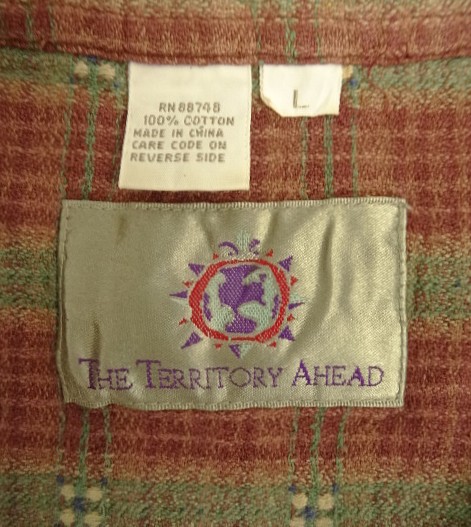 RN 88748
100% COTTON
MADE IN CHINA
CARE CODE ON
REVERSE SIDE
L
THE TERRITORY AHEAD